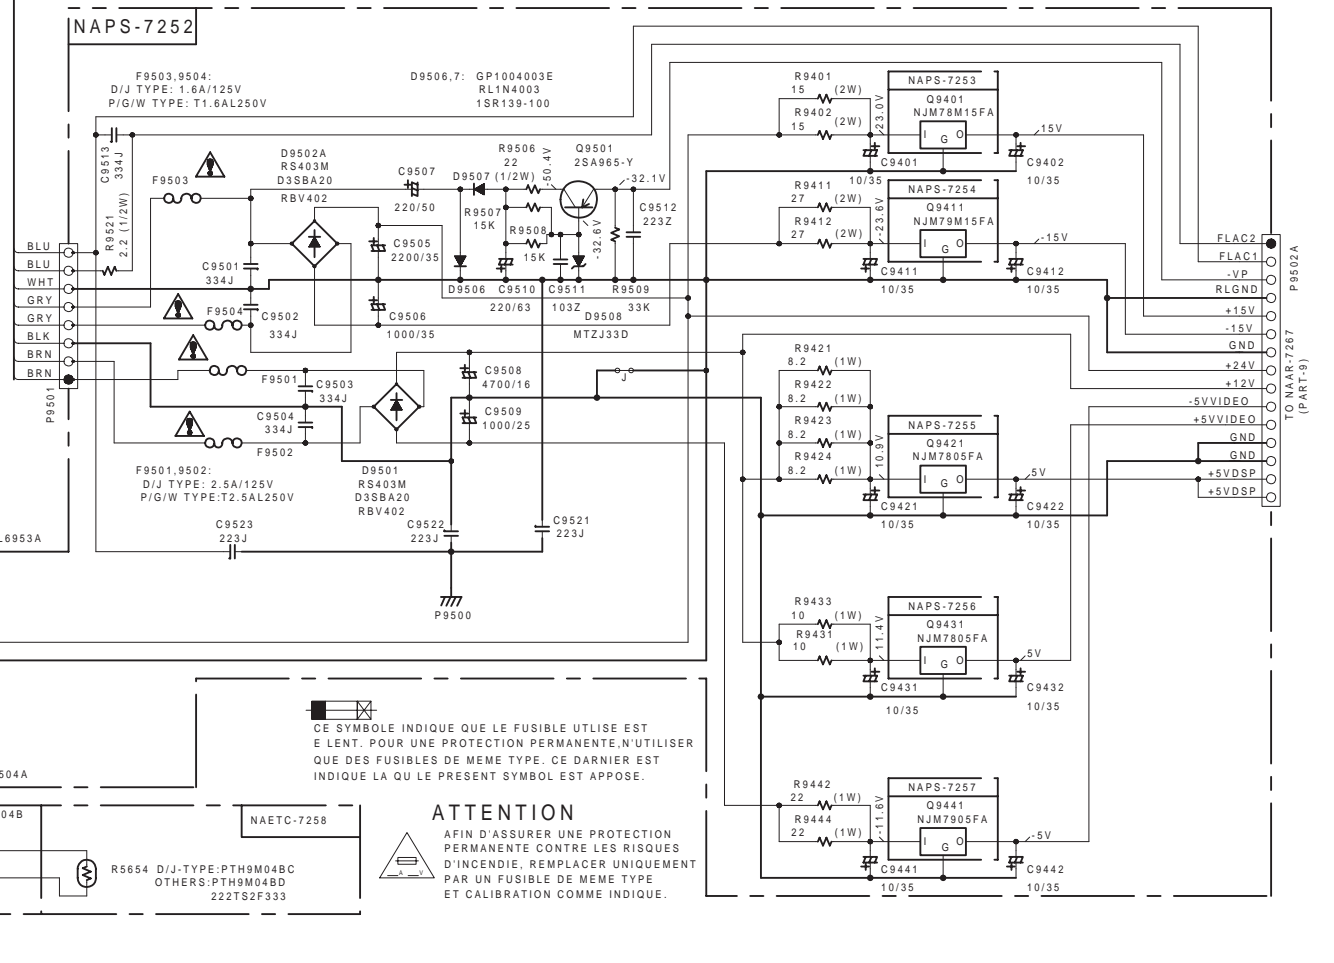 NAPS-7252
F9503,9504:
D/J TYPE: 1.6A/125V
P/G/W TYPE: T1.6AL250V
D9506,7: GP1004003E
RL1N4003
1SR139-100
C9513
334J
F9503
R9521
2.2 (1/2W)
D9502A
RS403M
D3SBA20
RBV402
C9507
220/50
D9507
R9506
22
(1/2W)
-50.4V
Q9501
2SA965-Y
-32.1V
R9507
15K
R9508
15K
-32.6V
C9512
223Z
C9505
2200/35
C9501
334J
D9506
C9510
220/63
C9511
103Z
R9509
33K
D9508
MTZJ33D
BLU
BLU
WHT
GRY
GRY
BLK
BRN
BRN
P9501
F9504
C9502
334J
C9506
1000/35
F9501
C9503
334J
C9504
334J
F9502
C9508
4700/16
C9509
1000/25
J
F9501,9502:
D/J TYPE: 2.5A/125V
P/G/W TYPE:T2.5AL250V
D9501
RS403M
D3SBA20
RBV402
C9523
223J
C9522
223J
C9521
223J
P9500
L6953A
R9401
15 (2W)
R9402
15 (2W)
23.0V
NAPS-7253
Q9401
NJM78M15FA
I G O
15V
C9401
10/35
C9402
10/35
R9411
27 (2W)
R9412
27 (2W)
-23.6V
NAPS-7254
Q9411
NJM79M15FA
I G O
-15V
C9411
10/35
C9412
10/35
R9421
8.2 (1W)
R9422
8.2 (1W)
R9423
8.2 (1W)
R9424
8.2 (1W)
10.9V
NAPS-7255
Q9421
NJM7805FA
I G O
5V
C9421
10/35
C9422
10/35
R9433
10 (1W)
R9431
10 (1W)
11.4V
NAPS-7256
Q9431
NJM7805FA
I G O
5V
C9431
10/35
C9432
10/35
R9442
22 (1W)
R9444
22 (1W)
-11.6V
NAPS-7257
Q9441
NJM7905FA
I G O
-5V
C9441
10/35
C9442
10/35
FLAC2
FLAC1
-VP
RLGND
+15V
-15V
GND
+24V
+12V
-5VVIDEO
+5VVIDEO
GND
GND
+5VDSP
+5VDSP
P9502A
TO NAAR-7267
(PART-9)
CE SYMBOLE INDIQUE QUE LE FUSIBLE UTLISE EST
E LENT. POUR UNE PROTECTION PERMANENTE,N'UTILISER
QUE DES FUSIBLES DE MEME TYPE. CE DARNIER EST
INDIQUE LA QU LE PRESENT SYMBOL EST APPOSE.
504A
04B
NAETC-7258
R5654 D/J-TYPE:PTH9M04BC
OTHERS:PTH9M04BD
222TS2F333
ATTENTION
AFIN D'ASSURER UNE PROTECTION
PERMANENTE CONTRE LES RISQUES
D'INCENDIE, REMPLACER UNIQUEMENT
PAR UN FUSIBLE DE MEME TYPE
ET CALIBRATION COMME INDIQUE.
A V